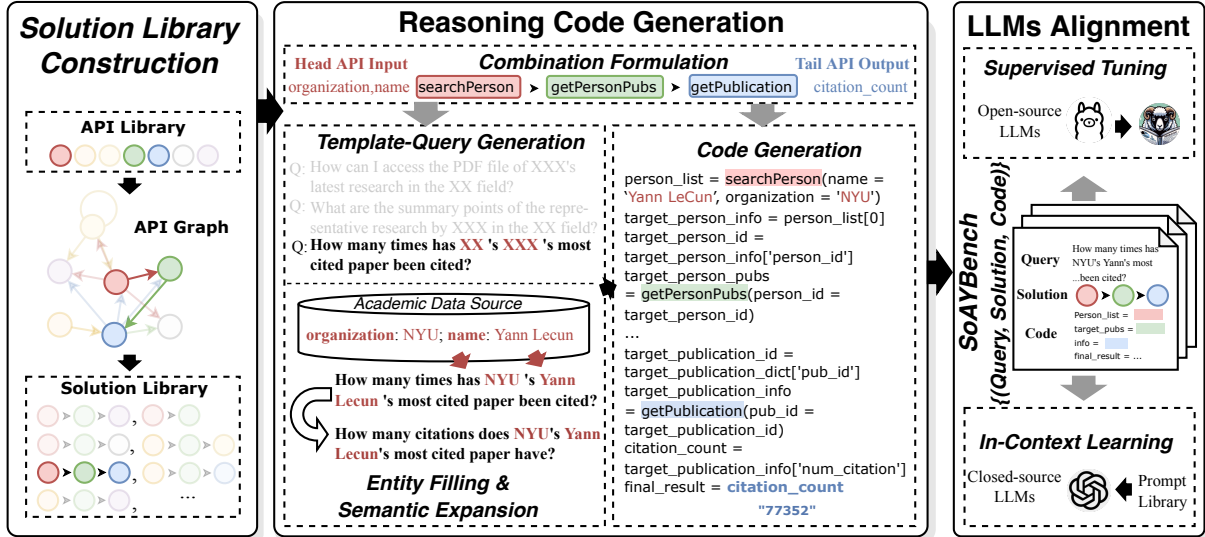 Solution Library
Construction
API Library
API Graph
Solution Library
, 
,
,
, ...
Reasoning Code Generation
Combination Formulation
Head API Input
organization,name
searchPerson
getPersonPubs
getPublication
Tail API Output
citation_count
Template-Query Generation
Q: How can I access the PDF file of XXX's
latest research in the XX field?
Q: What are the summary points of the repre-
sentative research by XXX in the XX field?
Q: How many times has XX 's XXX 's most
cited paper been cited?
Academic Data Source
organization: NYU; name: Yann Lecun
How many times has NYU 's Yann
Lecun 's most cited paper been cited?
How many citations does NYU's Yann
Lecun's most cited paper have?
Entity Filling &
Semantic Expansion
Code Generation
person_list = searchPerson(name =
'Yann LeCun', organization = 'NYU')
target_person_info = person_list[0]
target_person_id =
target_person_info['person_id']
target_person_pubs
= getPersonPubs(person_id =
target_person_id)
...
target_publication_id =
target_publication_dict['pub_id']
target_publication_info
= getPublication(pub_id =
target_publication_id)
citation_count =
target_publication_info['num_citation']
final_result = citation_count
"77352"
LLMs Alignment
Supervised Tuning
Open-source
LLMs
SoAYBench
{(Query, Solution, Code)}
Query
How many times has
NYU's Yann's most
...been cited?
Solution
Code
Person_list =
target_pubs =
info =
final_result = ...
In-Context Learning
Closed-source
LLMs
Prompt
Library